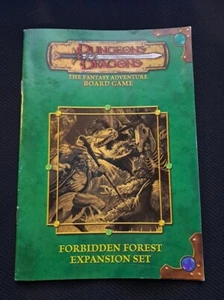 DUNGEONS
& DRAGONS
THE FANTASY ADVENTURE
BOARD GAME
FORBIDDEN FOREST
EXPANSION SET